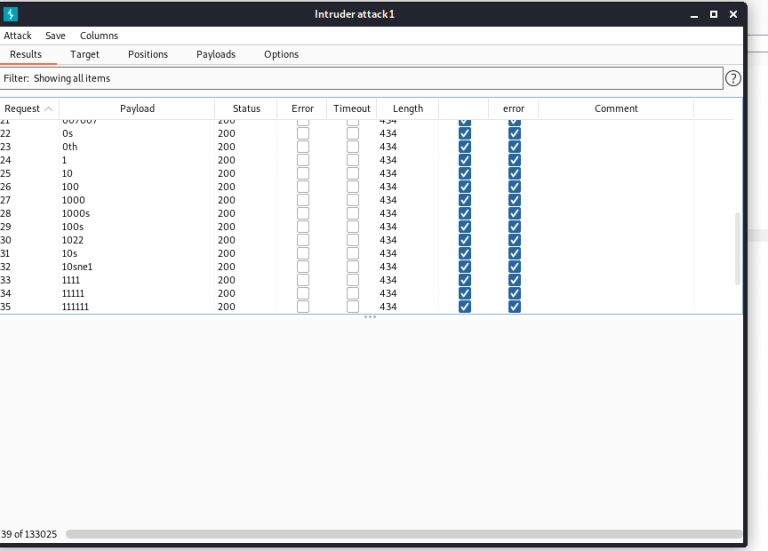 Intruder attack1
Attack Save Columns
Results Target Positions Payloads Options
Filter: Showing all items ?
Request Payload Status Error Timeout Length error Comment
21 007007 200 434
22 0s 200 434
23 0th 200 434
24 1 200 434
25 10 200 434
26 100 200 434
27 1000 200 434
28 1000s 200 434
29 100s 200 434
30 1022 200 434
31 10s 200 434
32 10sne1 200 434
33 1111 200 434
34 11111 200 434
35 111111 200 434
39 of 133025